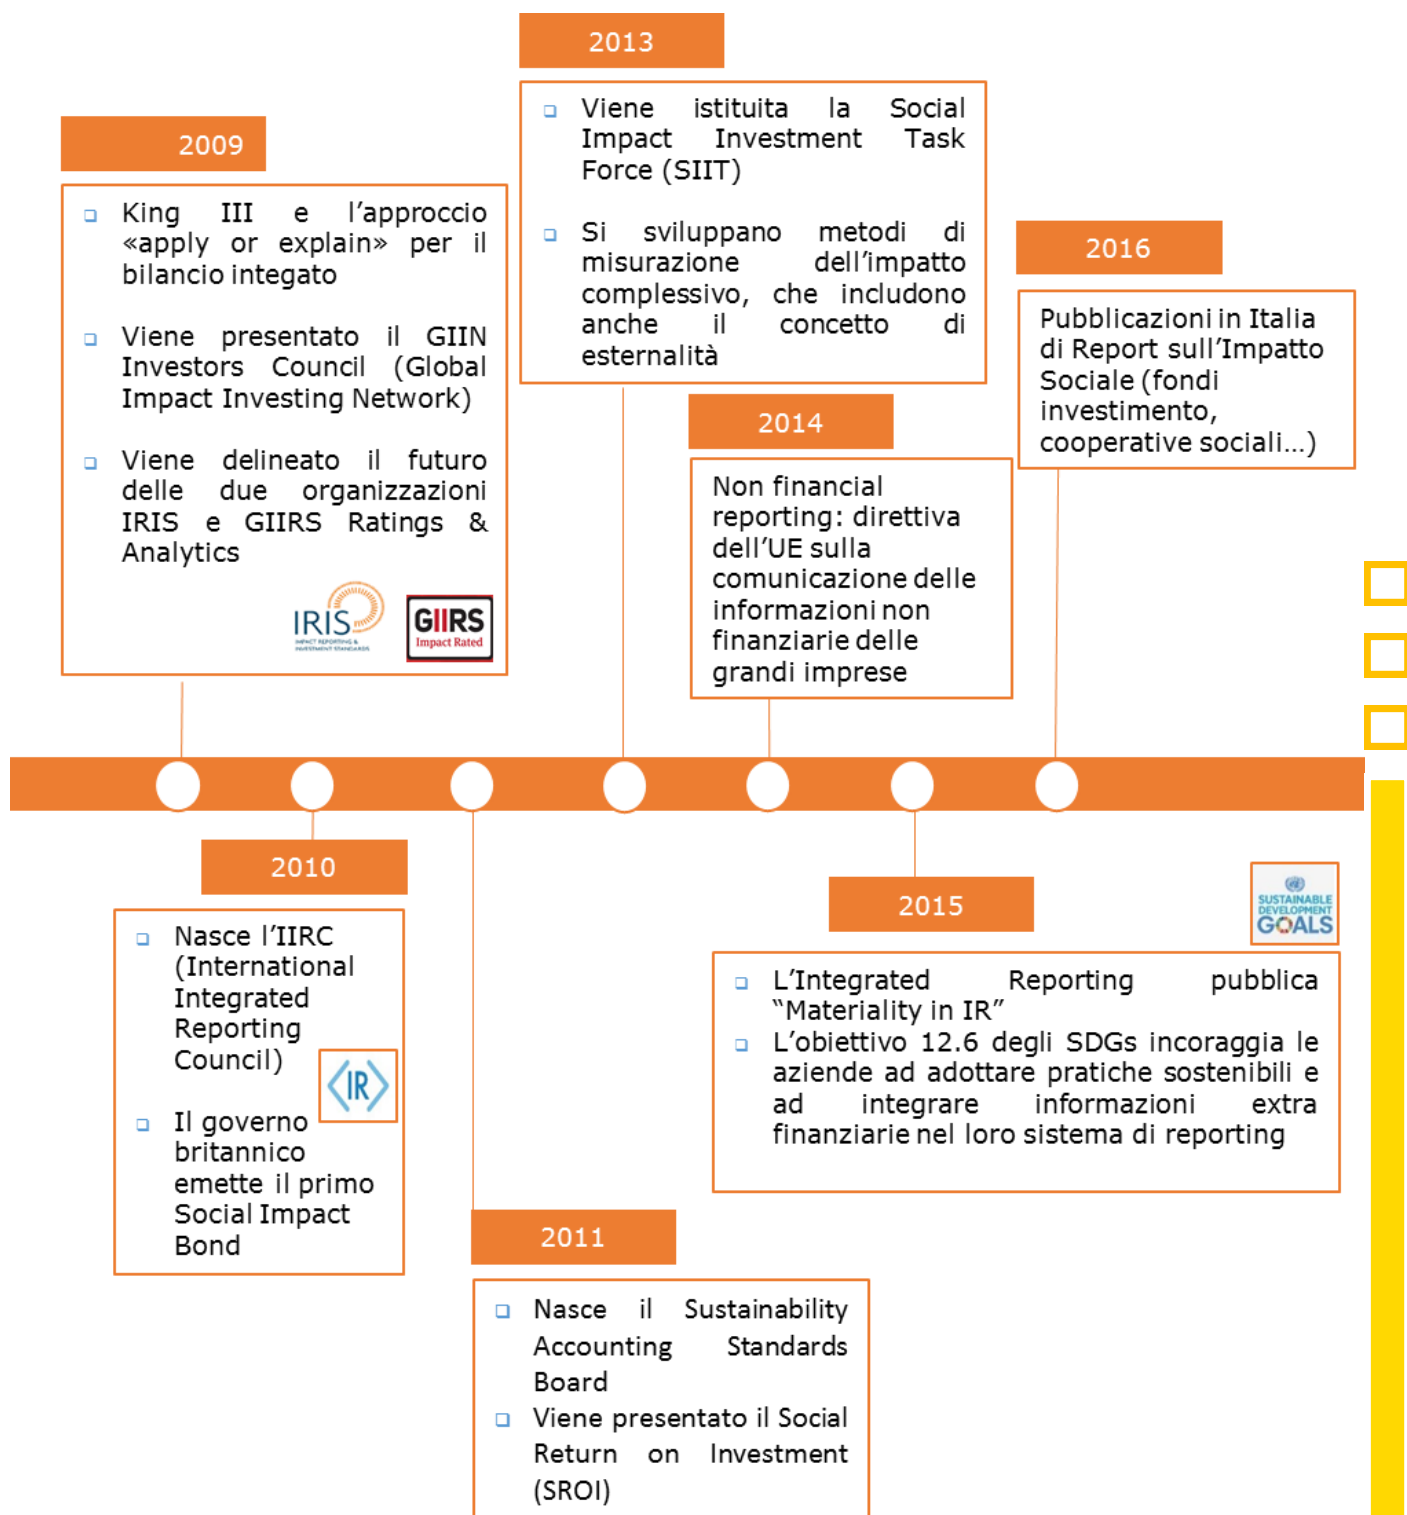 2009
King III e l’approccio
«apply or explain» per il
bilancio integato
Viene presentato il GIIN
Investors Council (Global
Impact Investing Network)
Viene delineato il futuro
delle due organizzazioni
IRIS e GIIRS Ratings &
Analytics
IRIS
IMPACT REPORTING &
INVESTMENT STANDARDS
GIIRS
Impact Rated
2010
Nasce l’IIRC
(International
Integrated
Reporting
Council)
IR
Il governo
britannico
emette il primo
Social Impact
Bond
2011
Nasce il Sustainability
Accounting Standards
Board
Viene presentato il Social
Return on Investment
(SROI)
2013
Viene istituita la Social
Impact Investment Task
Force (SIIT)
Si sviluppano metodi di
misurazione dell’impatto
complessivo, che includono
anche il concetto di
esternalità
2014
Non financial
reporting: direttiva
dell’UE sulla
comunicazione delle
informazioni non
finanziarie delle
grandi imprese
2015
SUSTAINABLE
DEVELOPMENT
GOALS
L’Integrated Reporting pubblica
“Materiality in IR”
L’obiettivo 12.6 degli SDGs incoraggia le
aziende ad adottare pratiche sostenibili e
ad integrare informazioni extra
finanziarie nel loro sistema di reporting
2016
Pubblicazioni in Italia
di Report sull’Impatto
Sociale (fondi
investimento,
cooperative sociali…)